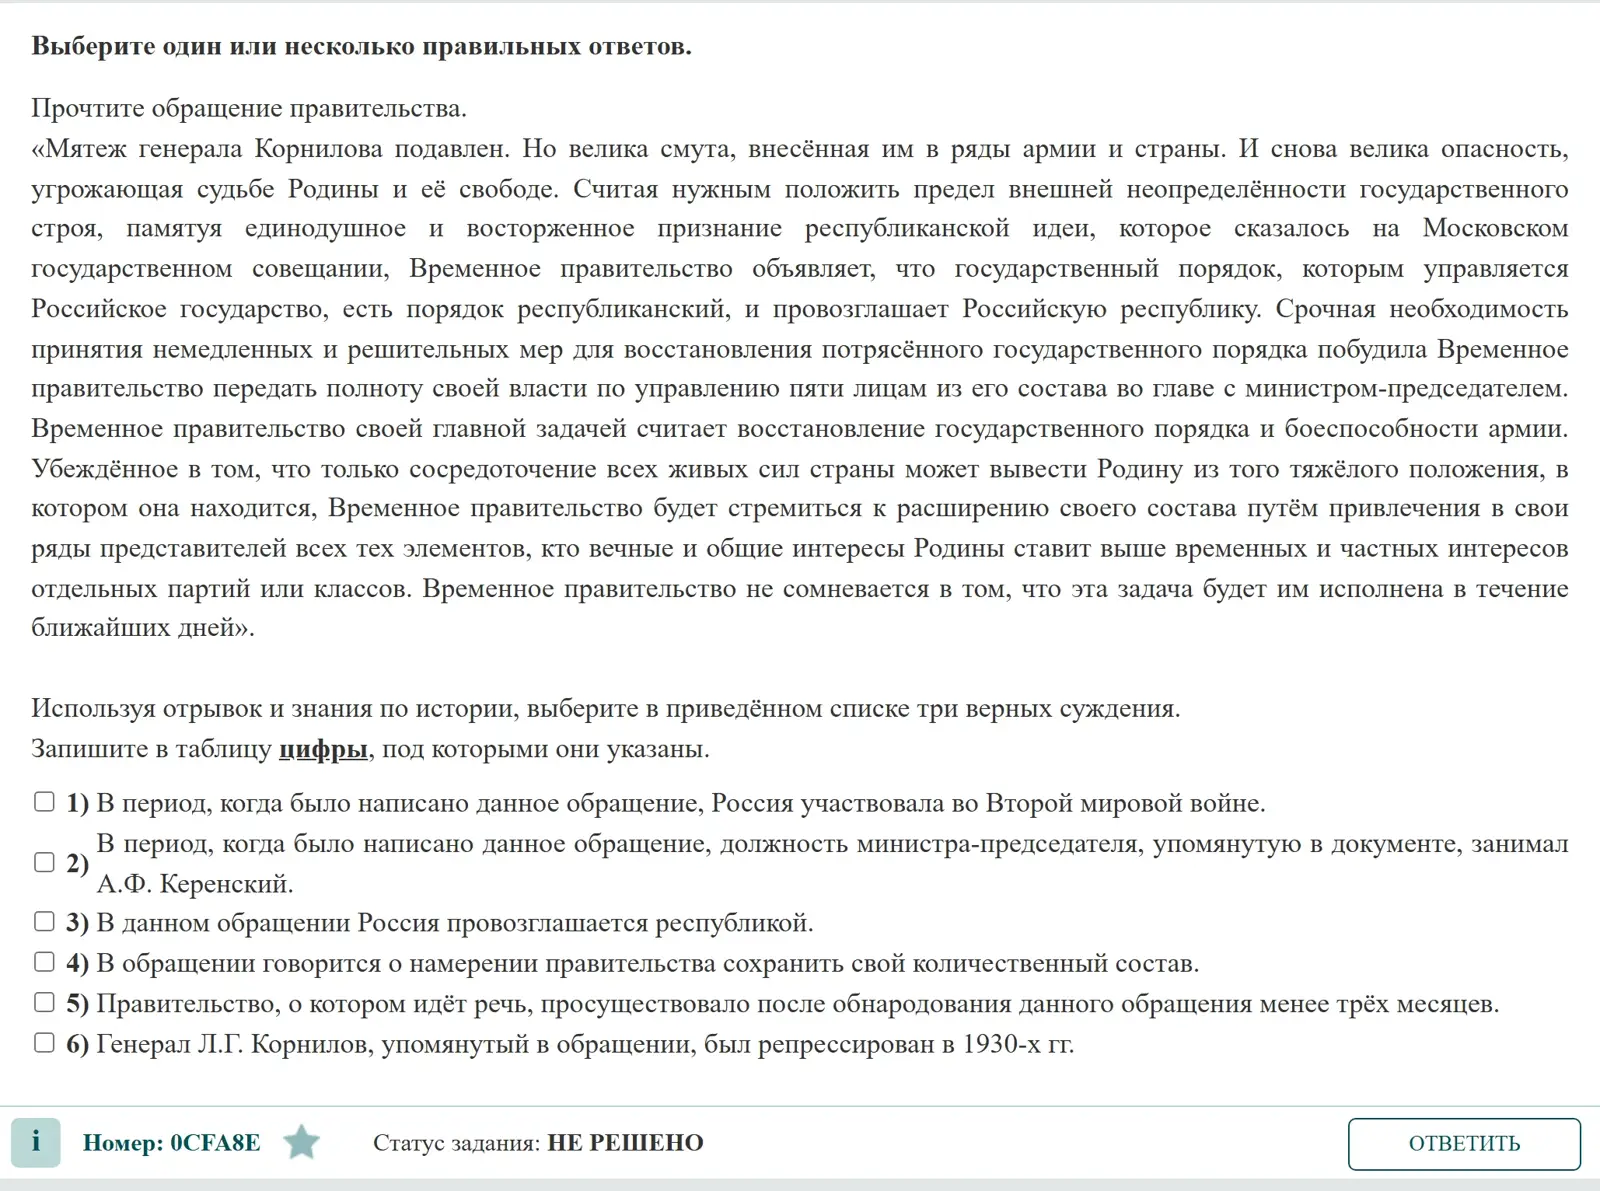 Выберите один или несколько правильных ответов.
Прочтите обращение правительства.
«Мятеж генерала Корнилова подавлен. Но велика смута, внесённая им в ряды армии и страны. И снова велика опасность,
угрожающая судьбе Родины и её свободе. Считая нужным положить предел внешней неопределённости государственного
строя, памятуя единодушное и восторженное признание республиканской идеи, которое сказалось на Московском
государственном совещании, Временное правительство объявляет, что государственный порядок, которым управляется
Российское государство, есть порядок республиканский, и провозглашает Российскую республику. Срочная необходимость
принятия немедленных и решительных мер для восстановления потрясённого государственного порядка побудила Временное
правительство передать полноту своей власти по управлению пяти лицам из его состава во главе с министром-председателем.
Временное правительство своей главной задачей считает восстановление государственного порядка и боеспособности армии.
Убеждённое в том, что только сосредоточение всех живых сил страны может вывести Родину из того тяжёлого положения, в
котором она находится, Временное правительство будет стремиться к расширению своего состава путём привлечения в свои
ряды представителей всех тех элементов, кто вечные и общие интересы Родины ставит выше временных и частных интересов
отдельных партий или классов. Временное правительство не сомневается в том, что эта задача будет им исполнена в течение
ближайших дней».
Используя отрывок и знания по истории, выберите в приведённом списке три верных суждения.
Запишите в таблицу цифры, под которыми они указаны.
1) В период, когда было написано данное обращение, Россия участвовала во Второй мировой войне.
2) В период, когда было написано данное обращение, должность министра-председателя, упомянутую в документе, занимал
А.Ф. Керенский.
3) В данном обращении Россия провозглашается республикой.
4) В обращении говорится о намерении правительства сохранить свой количественный состав.
5) Правительство, о котором идёт речь, просуществовало после обнародования данного обращения менее трёх месяцев.
6) Генерал Л.Г. Корнилов, упомянутый в обращении, был репрессирован в 1930-х гг.
i Номер: 0CFA8E Статус задания: НЕ РЕШЕНО ОТВЕТИТЬ